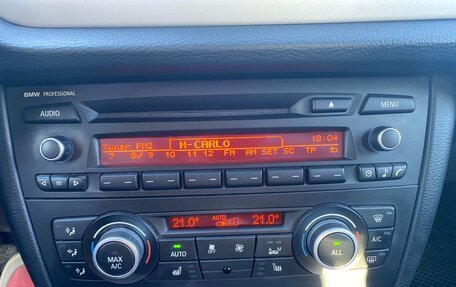 BMW PROFESSIONAL
AUDIO
MENU
Tuner FM2 M-CARLO 18:04
7 8/ 9 10 11 12 FM AM SET SC TP
21.0° AUTO 21.0°
MAX A/C
AUTO
ALL
A/C